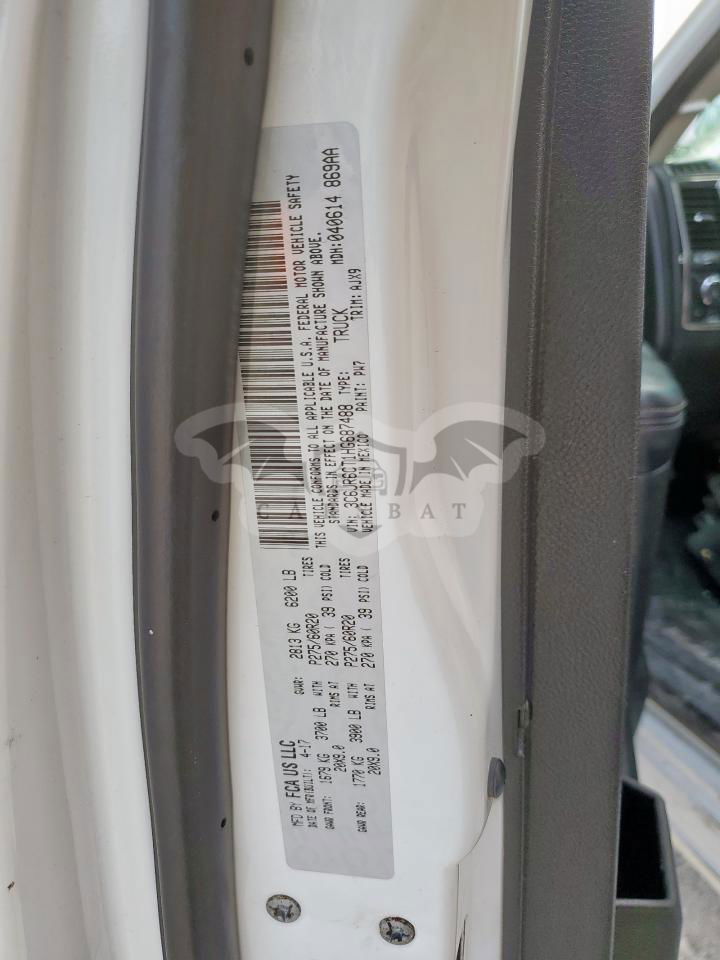 MFD BY FCA US LLC
DATE OF MFR(BUILT): 4-17 GVWR: 2813 KG 6200 LB
GAWR FRONT: 1679 KG 3700 LB WITH P275/60R20 TIRES
20X9.0 RIMS AT 270 KPA ( 39 PSI) COLD
GAWR REAR: 1770 KG 3900 LB WITH P275/60R20 TIRES
20X9.0 RIMS AT 270 KPA ( 39 PSI) COLD
THIS VEHICLE CONFORMS TO ALL APPLICABLE U.S.A. FEDERAL MOTOR VEHICLE SAFETY
STANDARDS IN EFFECT ON THE DATE OF MANUFACTURE SHOWN ABOVE.
VIN: 3C6JR6CT1HG687488 TYPE: TRUCK MDH:040614 869AA
VEHICLE MADE IN MEXICO PAINT: PW7 TRIM: AJX9
BAT